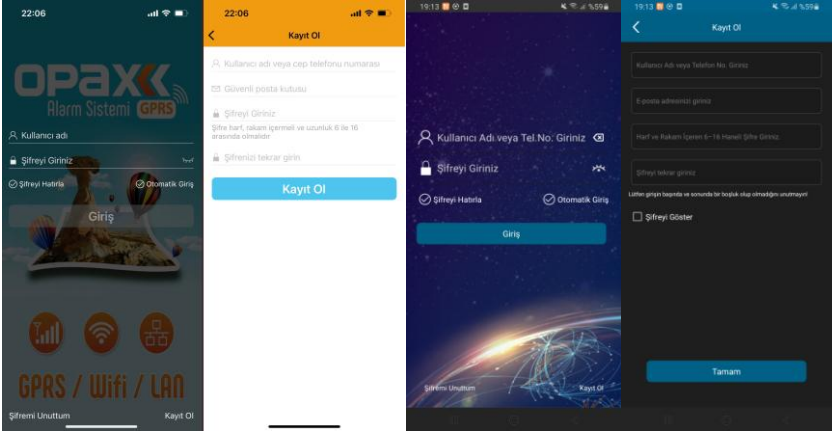 22:06
OPAX
Alarm Sistemi GPRS
Kullanıcı adı
Şifreyi Giriniz
Şifreyi Hatırla
Otomatik Giriş
Giriş
GPRS / Wifi / LAN
Şifremi Unuttum
Kayıt Ol
22:06
Kayıt Ol
Kullanıcı adı veya cep telefonu numarası
Güvenli posta kutusu
Şifreyi Giriniz
Şifre harf, rakam içermeli ve uzunluk 6 ile 16
arasında olmalıdır
Şifrenizi tekrar girin
Kayıt Ol
19:13
%59
Kullanıcı Adı veya Tel.No. Giriniz
Şifreyi Giriniz
Şifreyi Hatırla
Otomatik Giriş
Giriş
Şifremi Unuttum
Kayıt Ol
19:13
%59
Kayıt Ol
Kullanıcı Adı veya Telefon No. Giriniz
E-posta adresinizi giriniz
Harf ve Rakam İçeren 6–16 Haneli Şifre Giriniz.
Şifreyi tekrar giriniz
Lütfen girişin başında ve sonunda bir boşluk olup olmadığını unutmayın!
Şifreyi Göster
Tamam